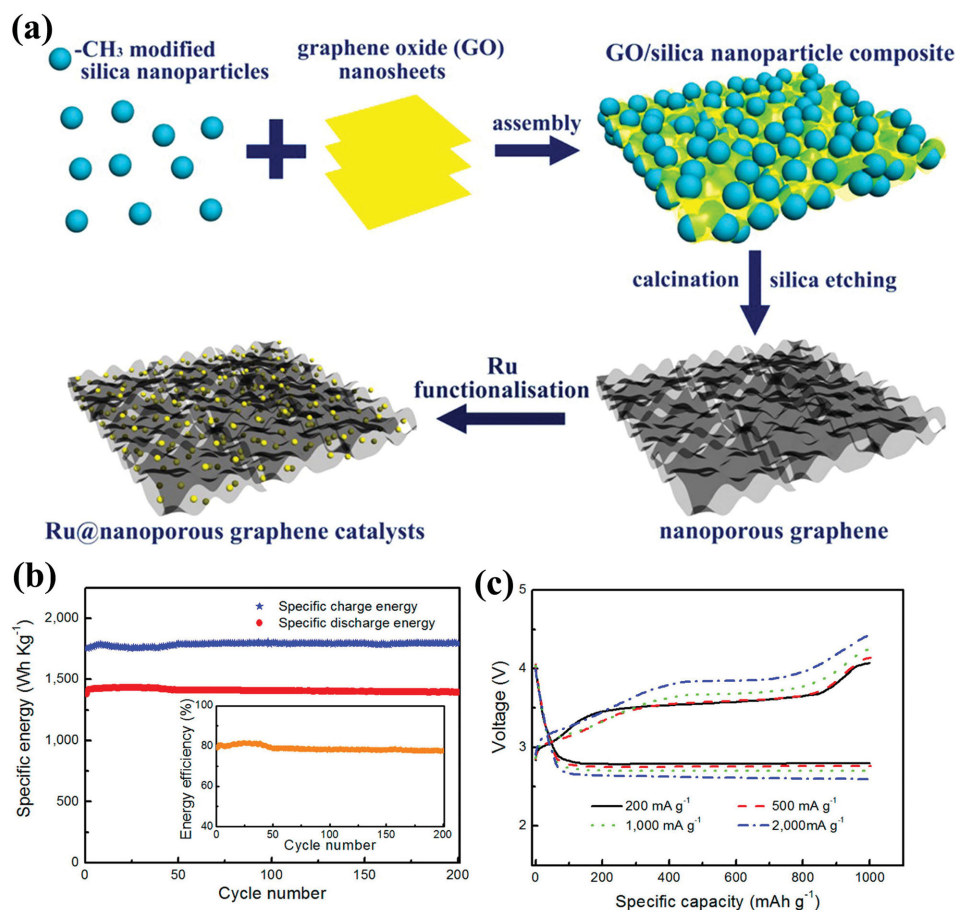 (a)
-CH₃ modified
silica nanoparticles
graphene oxide (GO)
nanosheets
GO/silica nanoparticle composite
assembly
calcination
silica etching
Ru
functionalisation
Ru@nanoporous graphene catalysts
nanoporous graphene
(b)
Specific energy (Wh Kg⁻¹)
2,000
1,500
1,000
500
0
Specific charge energy
Specific discharge energy
Energy efficiency (%)
100
80
60
40
0
50
100
150
200
Cycle number
0
50
100
150
200
Cycle number
(c)
Voltage (V)
5
4
3
2
200 mA g⁻¹
500 mA g⁻¹
1,000 mA g⁻¹
2,000mA g⁻¹
0
200
400
600
800
1000
Specific capacity (mAh g⁻¹)